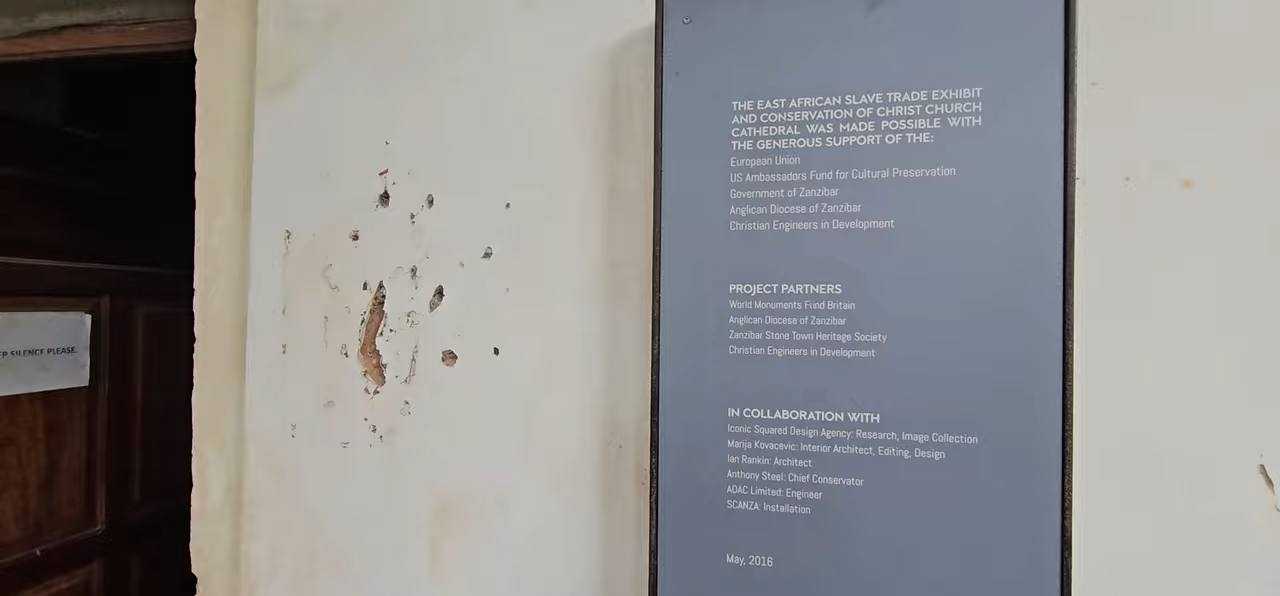 EP SILENCE PLEASE.
THE EAST AFRICAN SLAVE TRADE EXHIBIT
AND CONSERVATION OF CHRIST CHURCH
CATHEDRAL WAS MADE POSSIBLE WITH
THE GENEROUS SUPPORT OF THE:
European Union
US Ambassadors Fund for Cultural Preservation
Government of Zanzibar
Anglican Diocese of Zanzibar
Christian Engineers in Development
PROJECT PARTNERS
World Monuments Fund Britain
Anglican Diocese of Zanzibar
Zanzibar Stone Town Heritage Society
Christian Engineers in Development
IN COLLABORATION WITH
Iconic Squared Design Agency: Research, Image Collection
Marija Kovacevic: Interior Architect, Editing, Design
Ian Rankin: Architect
Anthony Steel: Chief Conservator
ADAC Limited: Engineer
SCANZA: Installation
May, 2016